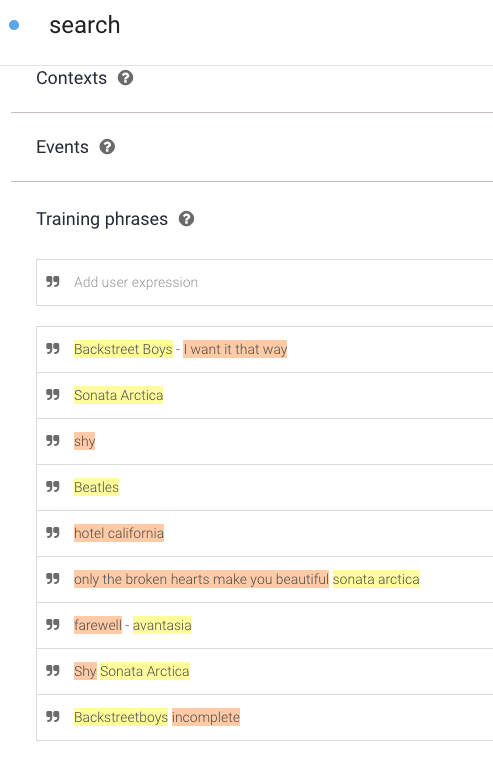 search
Contexts
Events
Training phrases
Add user expression
Backstreet Boys - I want it that way
Sonata Arctica
shy
Beatles
hotel california
only the broken hearts make you beautiful sonata arctica
farewell - avantasia
Shy Sonata Arctica
Backstreetboys incomplete